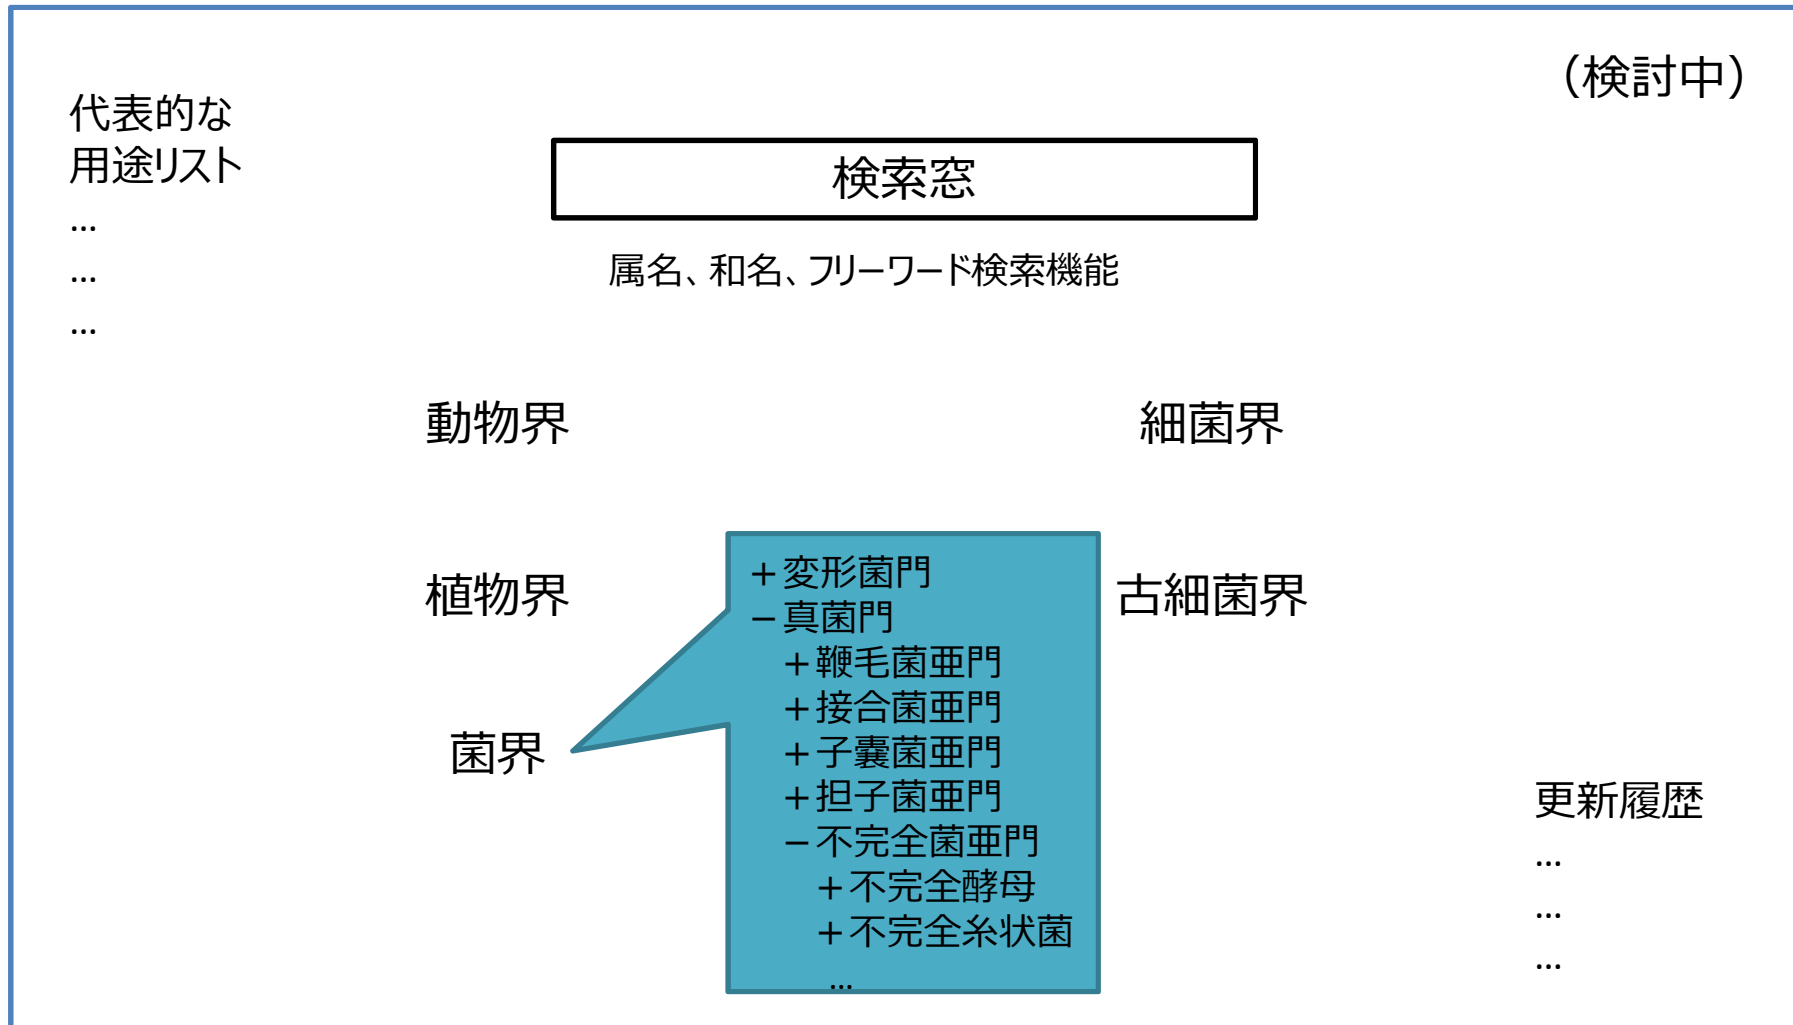 （検討中）
代表的な
用途リスト
…
…
…
検索窓
属名、和名、フリーワード検索機能
動物界
細菌界
植物界
古細菌界
菌界
＋変形菌門
－真菌門
＋鞭毛菌亜門
＋接合菌亜門
＋子嚢菌亜門
＋担子菌亜門
－不完全菌亜門
＋不完全酵母
＋不完全糸状菌
…
更新履歴
…
…
…